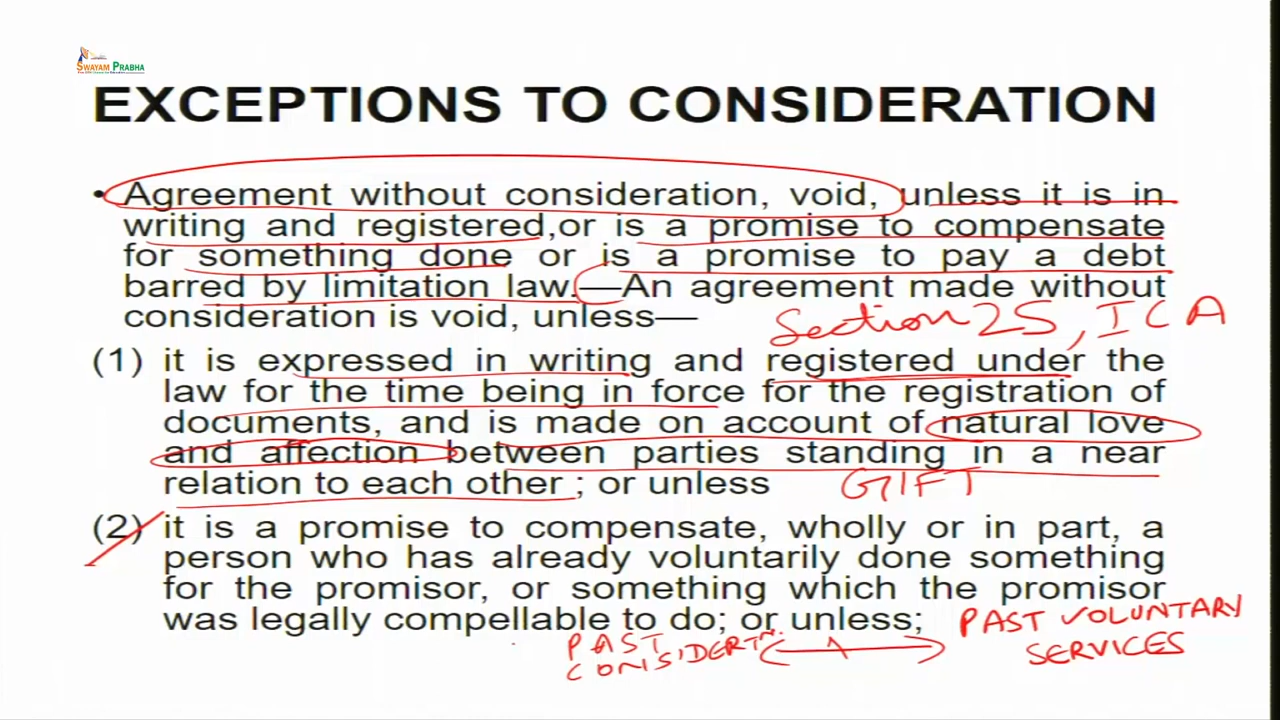 SWAYAM PRABHA
EXCEPTIONS TO CONSIDERATION
• Agreement without consideration, void, unless it is in
writing and registered,or is a promise to compensate
for something done or is a promise to pay a debt
barred by limitation law.—An agreement made without
consideration is void, unless—
Section 25, ICA
(1) it is expressed in writing and registered under the
law for the time being in force for the registration of
documents, and is made on account of natural love
and affection between parties standing in a near
relation to each other ; or unless
GIFT
(2) it is a promise to compensate, wholly or in part, a
person who has already voluntarily done something
for the promisor, or something which the promisor
was legally compellable to do; or unless;
PAST
CONSIDERTN.
PAST VOLUNTARY
SERVICES